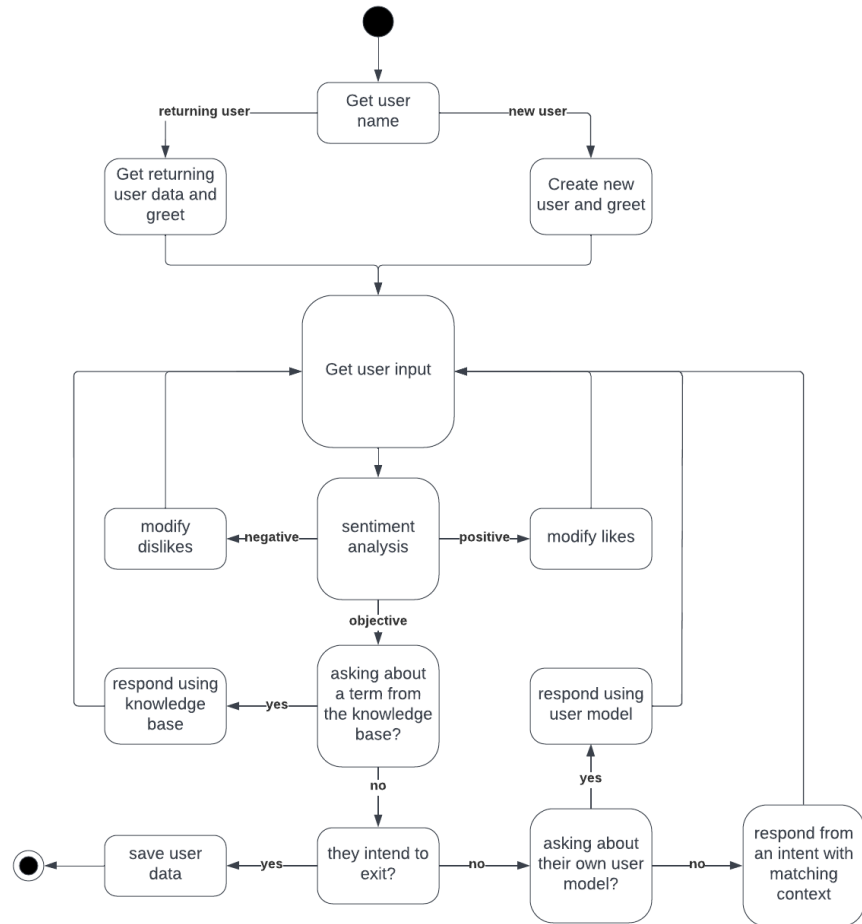 Get user
name
returning user
new user
Get returning
user data and
greet
Create new
user and greet
Get user input
modify
dislikes
negative
sentiment
analysis
positive
modify likes
objective
respond using
knowledge
base
yes
asking about
a term from
the knowledge
base?
respond using
user model
no
yes
save user
data
yes
they intend to
exit?
no
asking about
their own user
model?
no
respond from
an intent with
matching
context